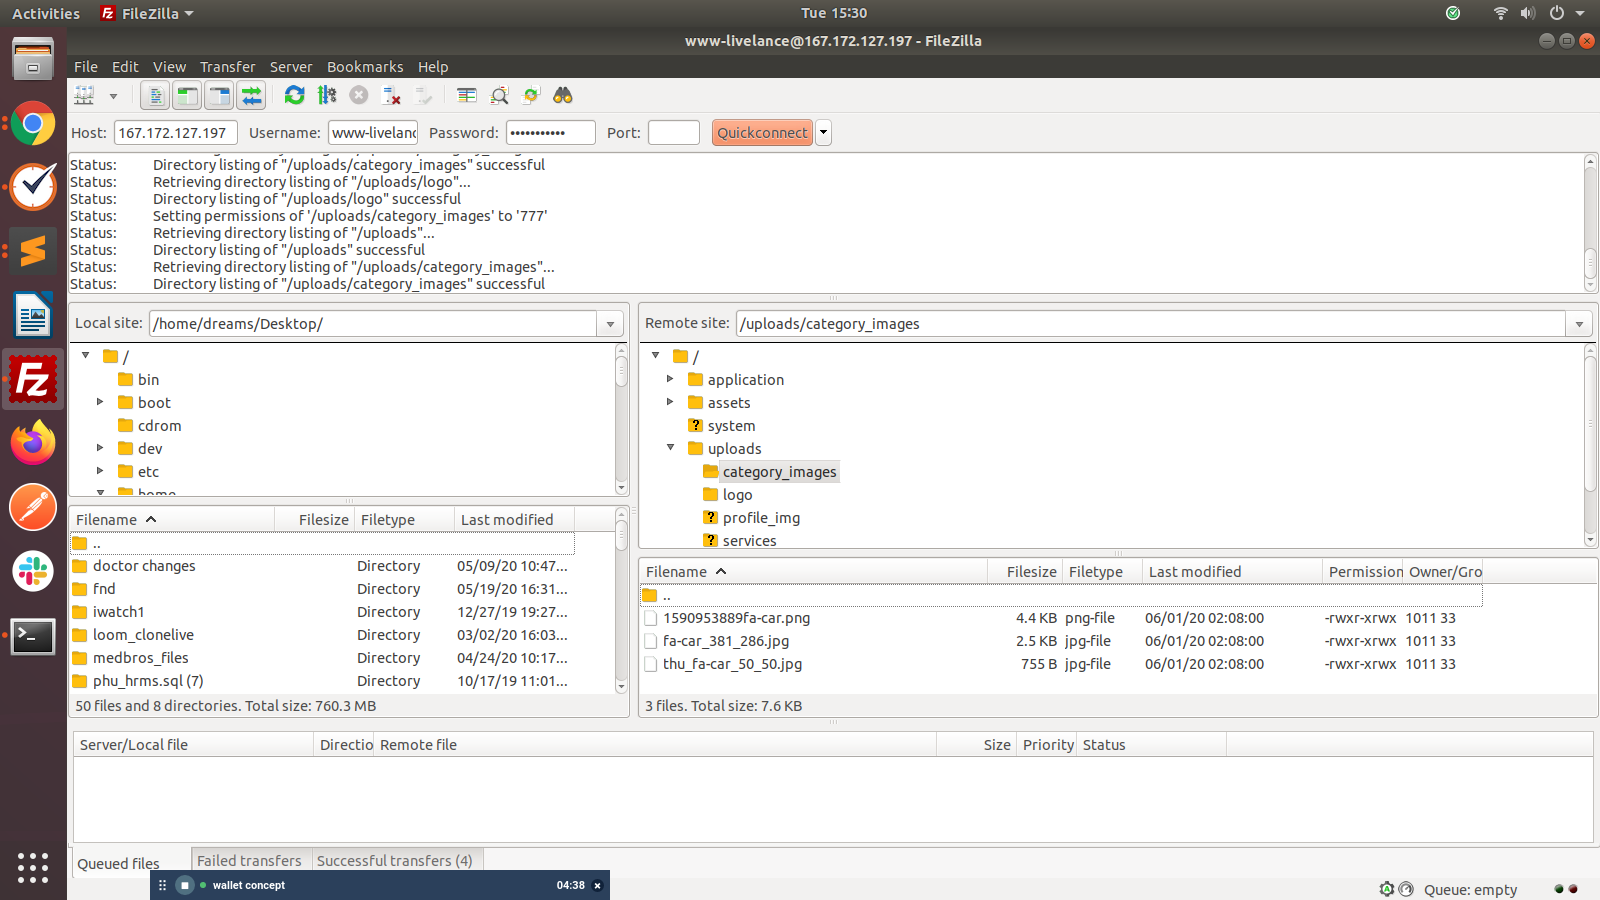 Activities FileZilla Tue 15:30
www-livelance@167.172.127.197 - FileZilla
File Edit View Transfer Server Bookmarks Help
Host: 167.172.127.197 Username: www-livelanc Password: ••••••••••• Port: Quickconnect
Status: Directory listing of "/uploads/category_images" successful
Status: Retrieving directory listing of "/uploads/logo"...
Status: Directory listing of "/uploads/logo" successful
Status: Setting permissions of '/uploads/category_images' to '777'
Status: Retrieving directory listing of "/uploads"...
Status: Directory listing of "/uploads" successful
Status: Retrieving directory listing of "/uploads/category_images"...
Status: Directory listing of "/uploads/category_images" successful
Local site: /home/dreams/Desktop/
/
bin
boot
cdrom
dev
etc
home
Filename Filesize Filetype Last modified
..
doctor changes Directory 05/09/20 10:47...
fnd Directory 05/19/20 16:31...
iwatch1 Directory 12/27/19 19:27...
loom_clonelive Directory 03/02/20 16:03...
medbros_files Directory 04/24/20 10:17...
phu_hrms.sql (7) Directory 10/17/19 11:01...
50 files and 8 directories. Total size: 760.3 MB
Remote site: /uploads/category_images
/
application
assets
system
uploads
category_images
logo
profile_img
services
Filename Filesize Filetype Last modified Permission Owner/Gro
..
1590953889fa-car.png 4.4 KB png-file 06/01/20 02:08:00 -rwxr-xrwx 1011 33
fa-car_381_286.jpg 2.5 KB jpg-file 06/01/20 02:08:00 -rwxr-xrwx 1011 33
thu_fa-car_50_50.jpg 755 B jpg-file 06/01/20 02:08:00 -rwxr-xrwx 1011 33
3 files. Total size: 7.6 KB
Server/Local file Directio Remote file Size Priority Status
Queued files Failed transfers Successful transfers (4)
wallet concept 04:38
Queue: empty